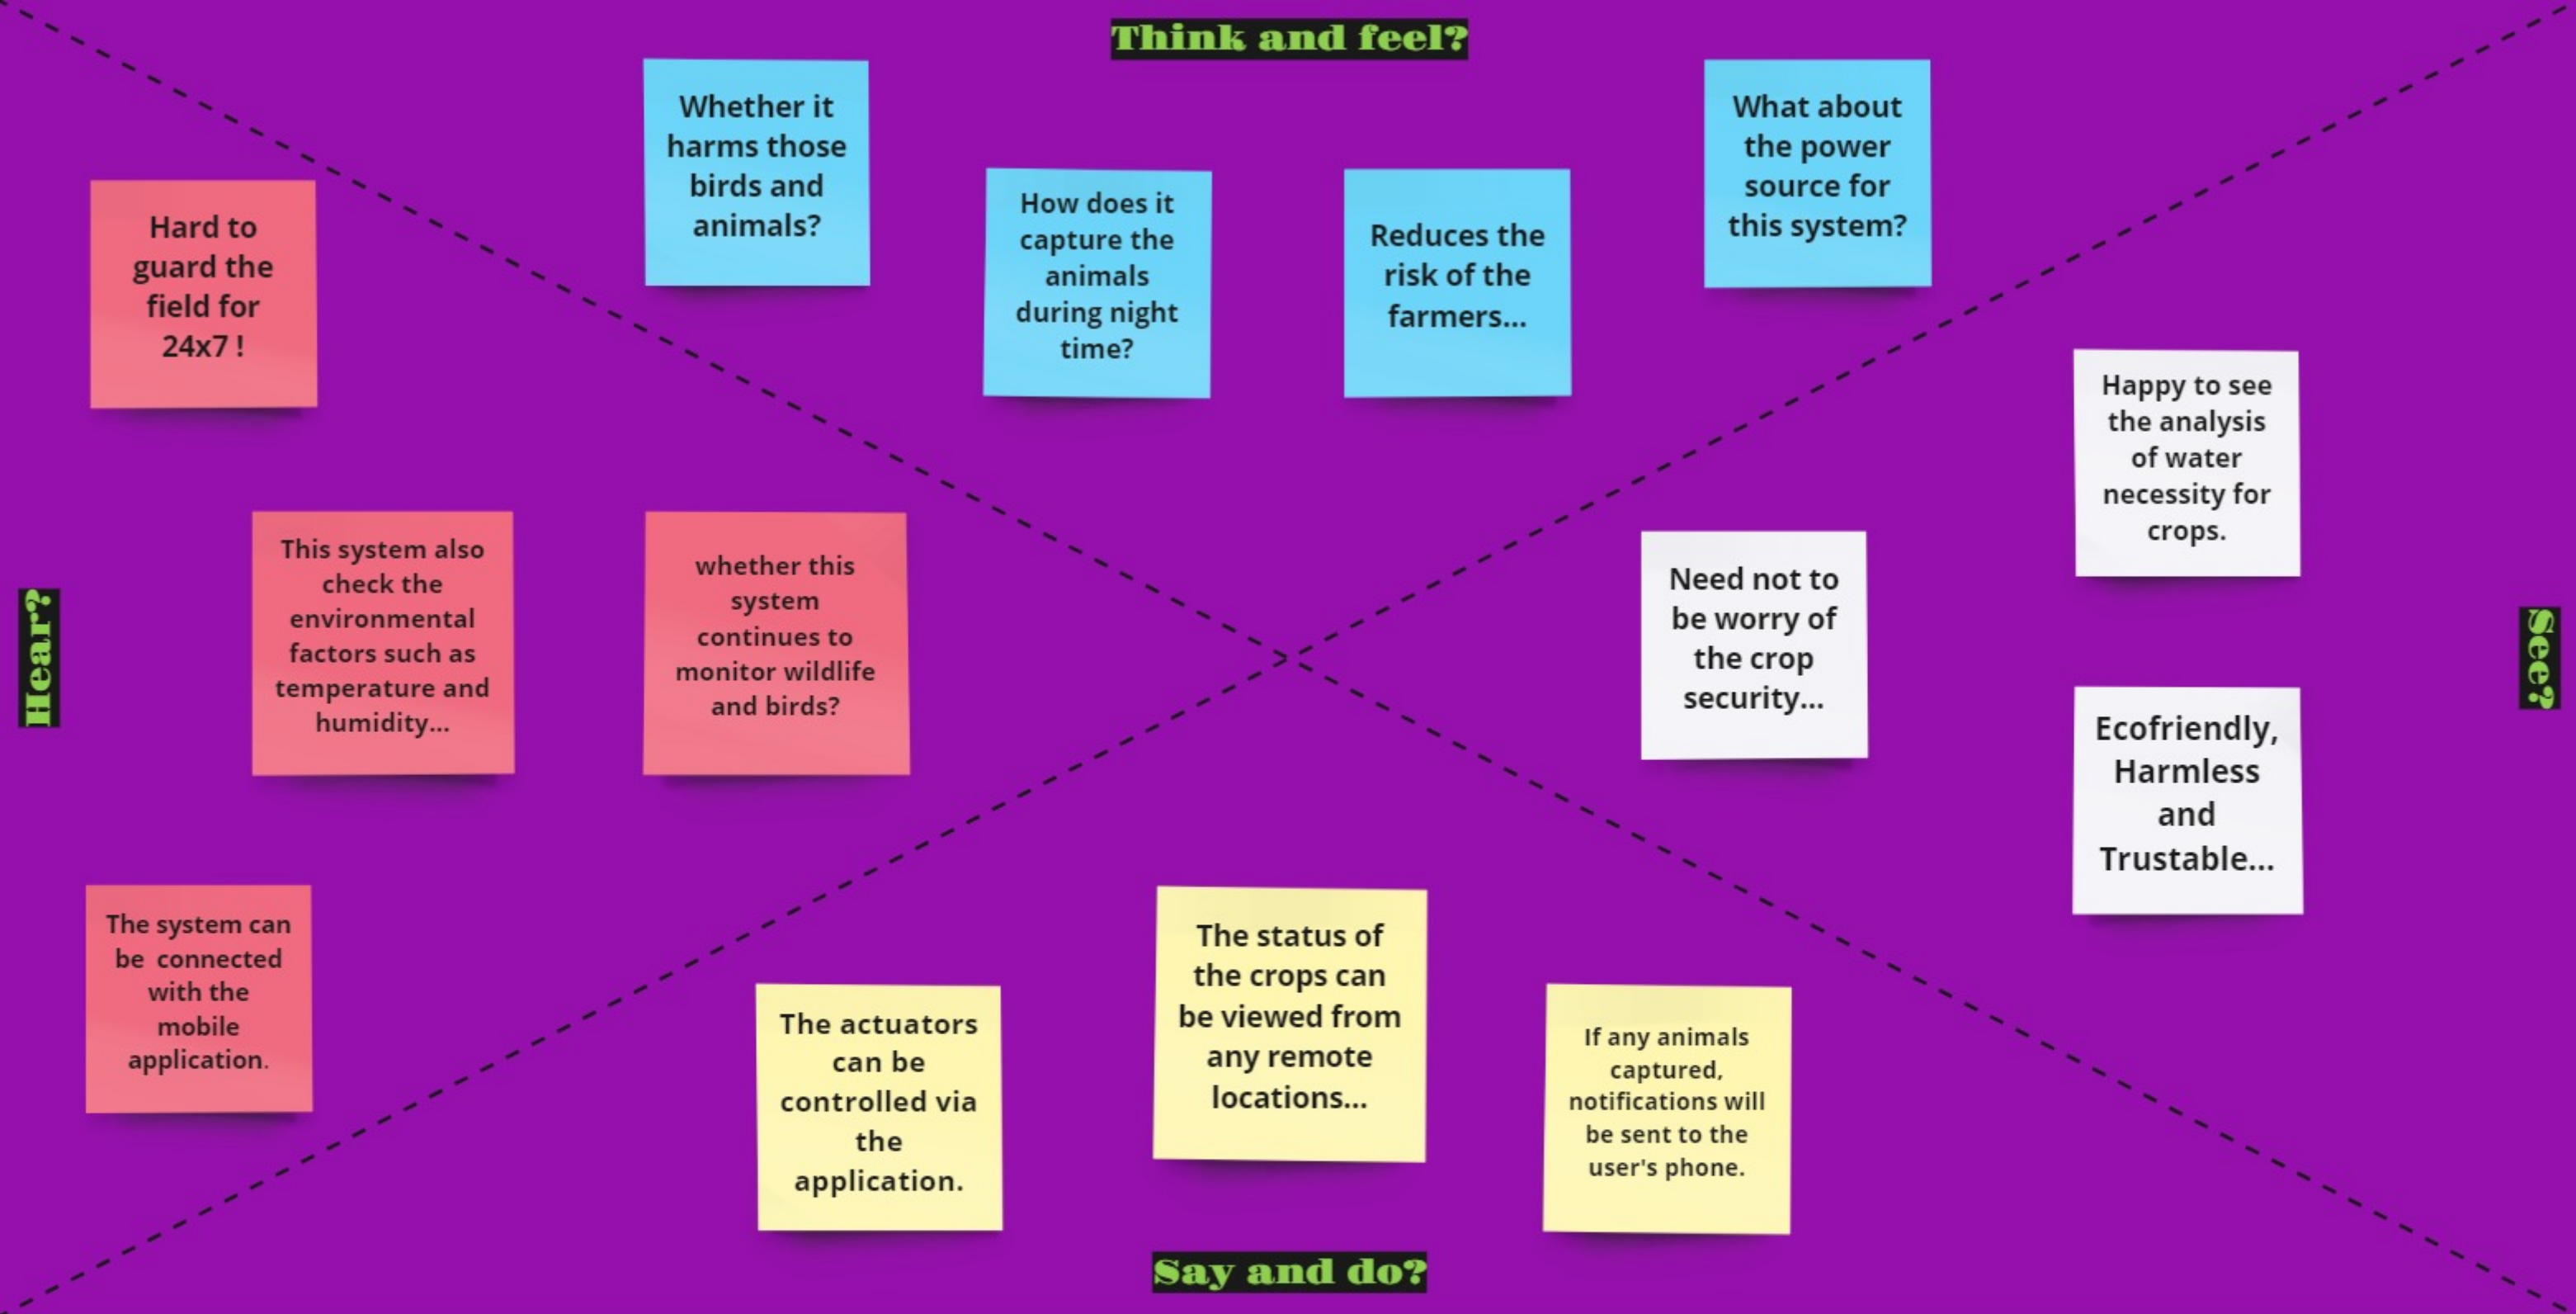 Think and feel?
Whether it
harms those
birds and
animals?
How does it
capture the
animals
during night
time?
Reduces the
risk of the
farmers...
What about
the power
source for
this system?
Hear?
Hard to
guard the
field for
24x7 !
This system also
check the
environmental
factors such as
temperature and
humidity...
whether this
system
continues to
monitor wildlife
and birds?
The system can
be connected
with the
mobile
application.
See?
Happy to see
the analysis
of water
necessity for
crops.
Need not to
be worry of
the crop
security...
Ecofriendly,
Harmless
and
Trustable...
The actuators
can be
controlled via
the
application.
The status of
the crops can
be viewed from
any remote
locations...
If any animals
captured,
notifications will
be sent to the
user's phone.
Say and do?